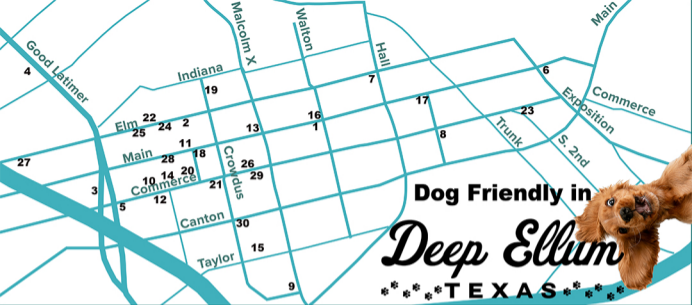 Malcolm X
Walton
Main
Good Latimer
4
Hall
Indiana
7
6
19
Exposition
Commerce
17
23
22
24
2
16
Elm
25
13
1
8
Trunk
S. 2nd
11
Main
28
18
Crowdus
26
27
14
20
29
10
Commerce
21
3
12
5
Canton
30
15
Taylor
9
Dog Friendly in
Deep Ellum
TEXAS